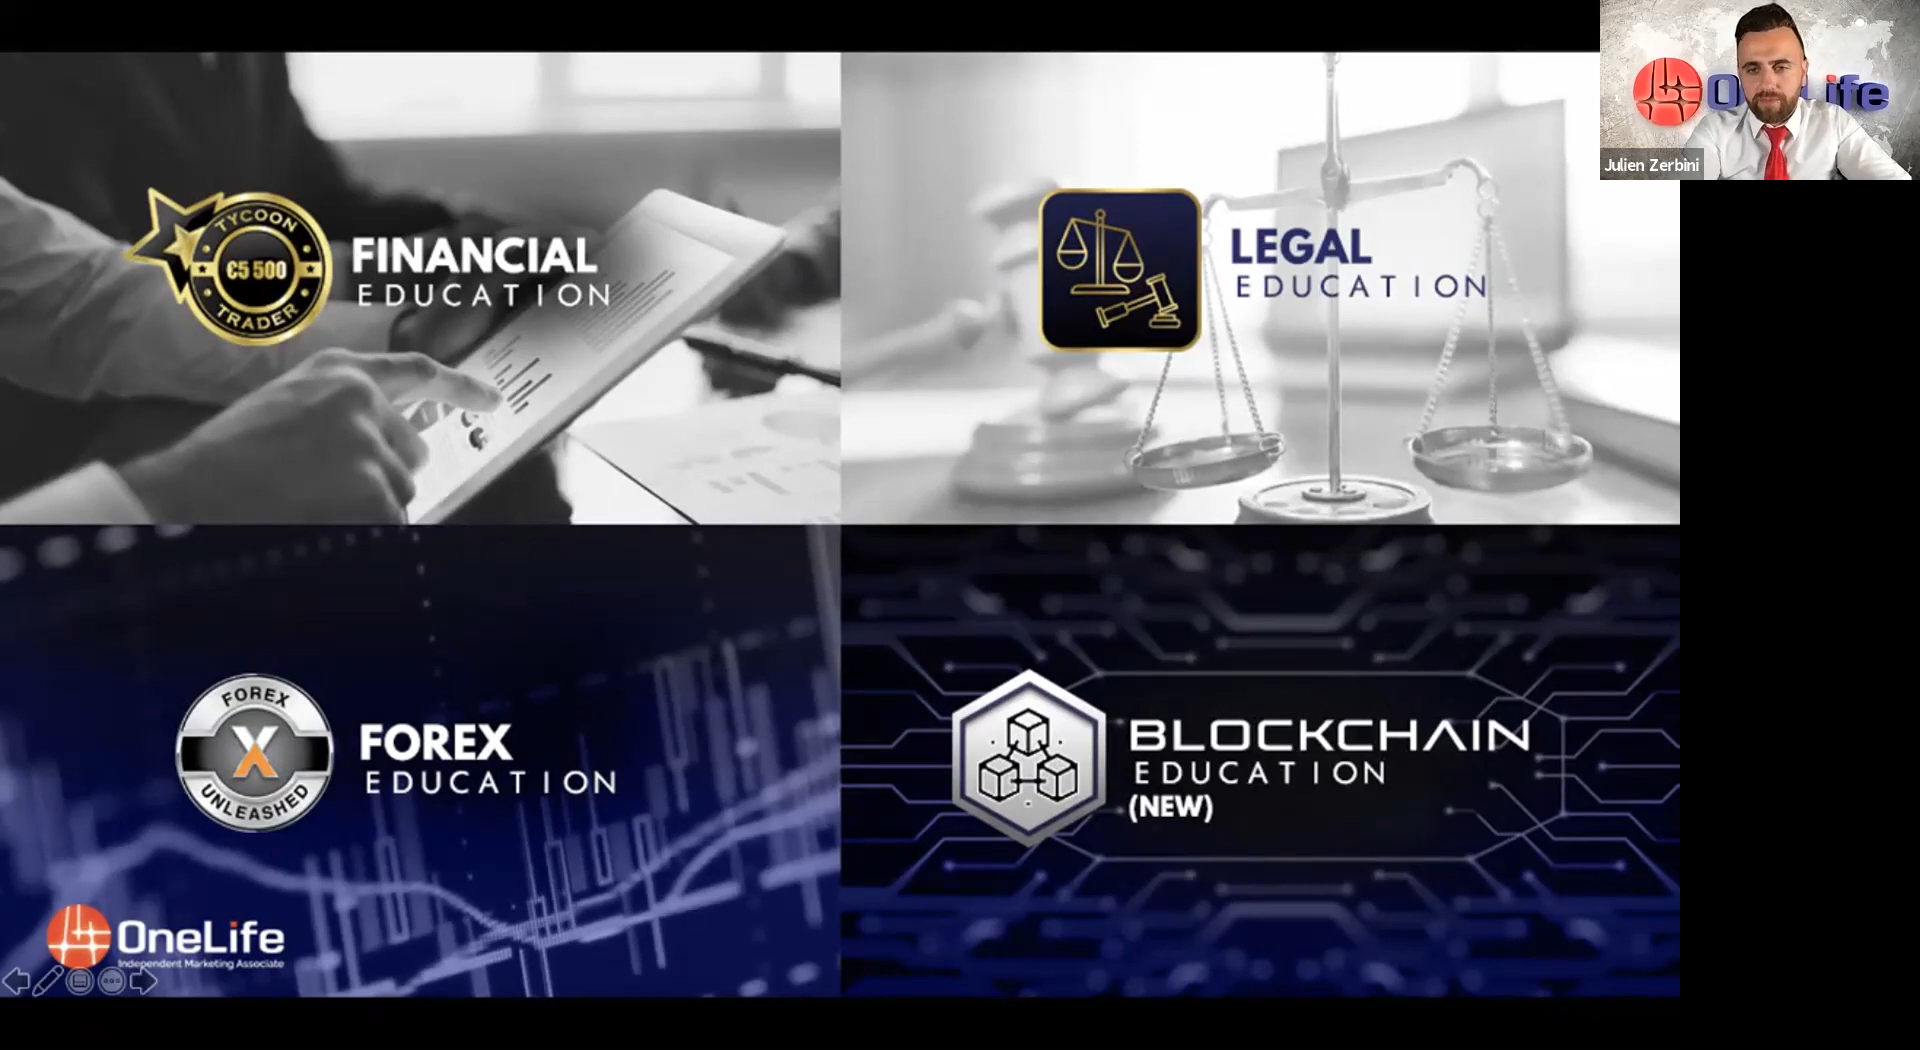 TYCOON
€5 500
TRADER
FINANCIAL
EDUCATION
LEGAL
EDUCATION
OneLife
Julien Zerbini
FOREX
X
UNLEASHED
FOREX
EDUCATION
BLOCKCHAIN
EDUCATION
(NEW)
OneLife
Independent Marketing Associate